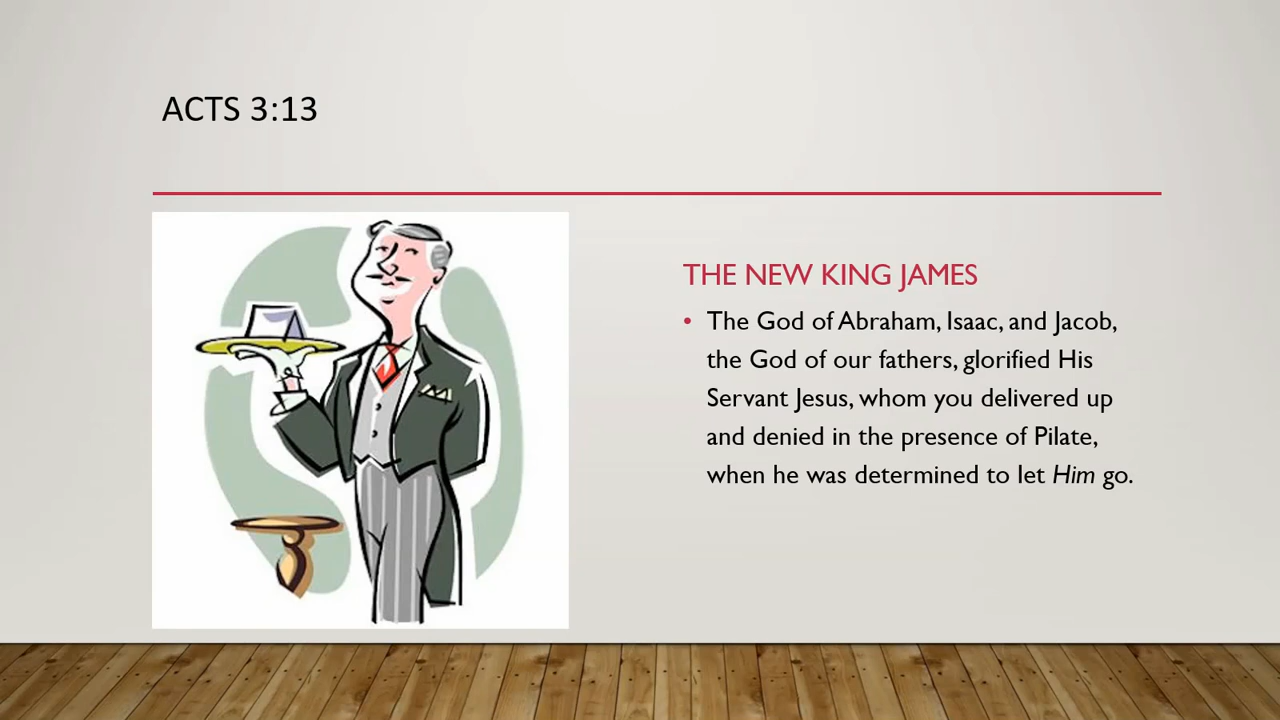 ACTS 3:13
THE NEW KING JAMES
• The God of Abraham, Isaac, and Jacob,
the God of our fathers, glorified His
Servant Jesus, whom you delivered up
and denied in the presence of Pilate,
when he was determined to let Him go.